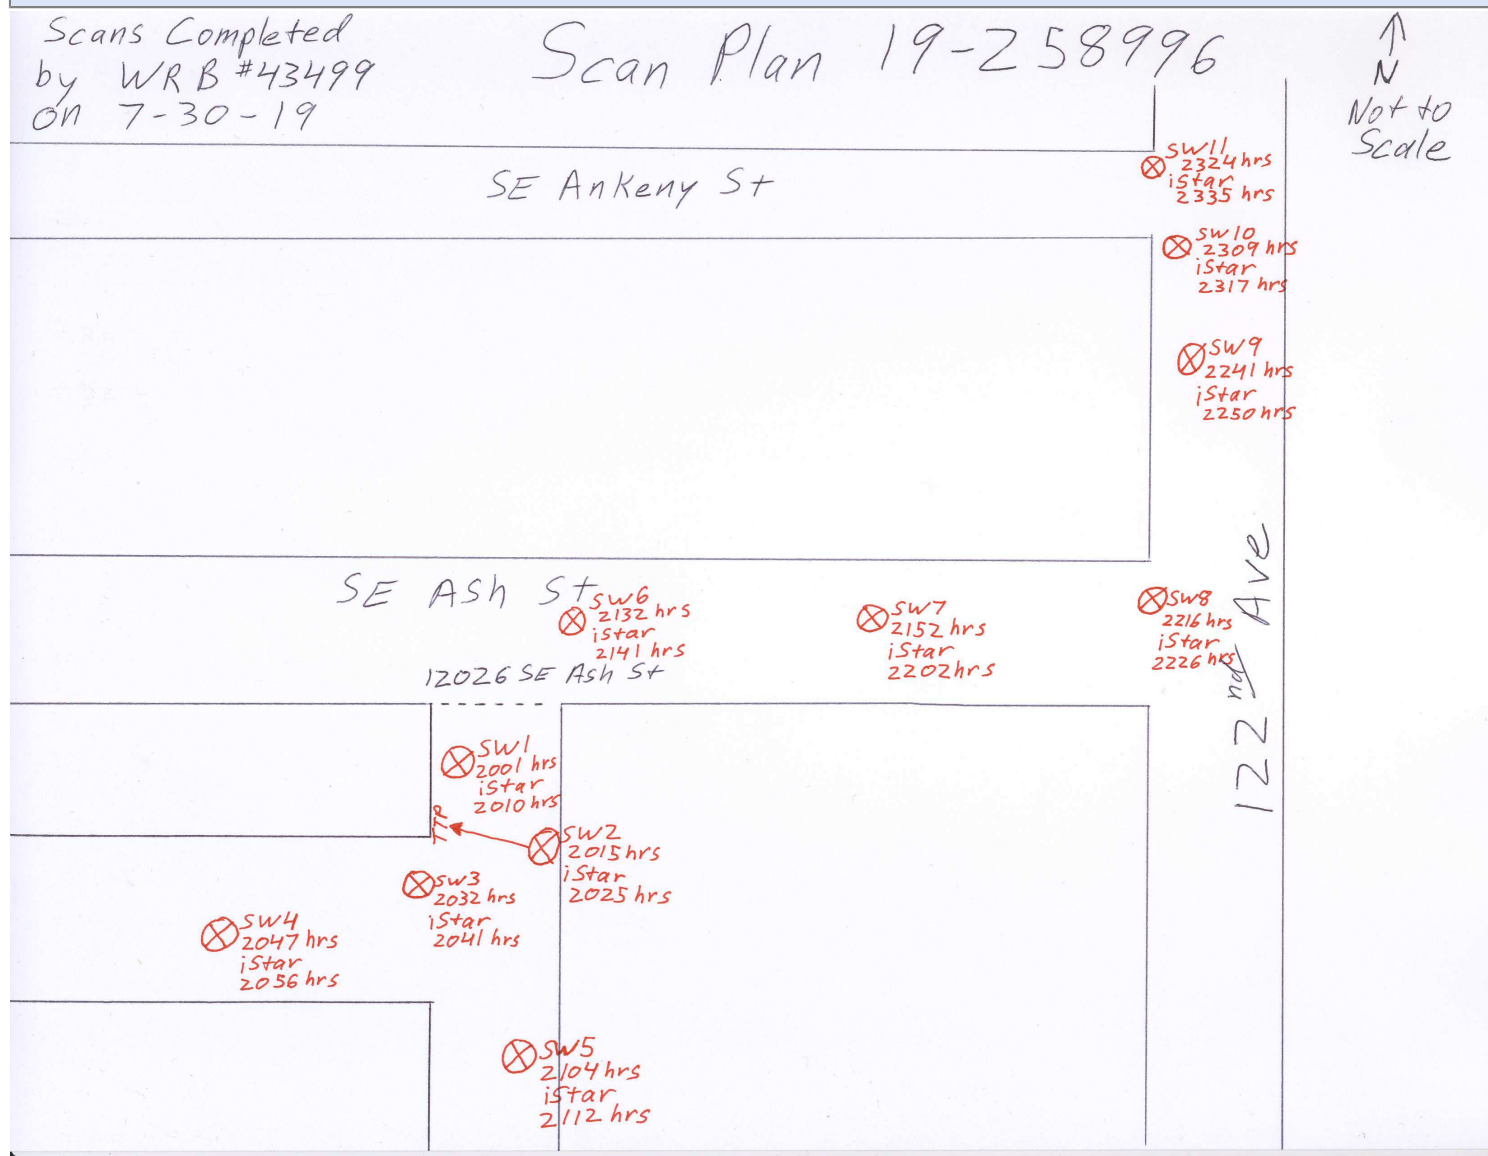 Scans Completed
by WRB #43499
on 7-30-19
Scan Plan 19-258996
N
Not to
Scale
SE Ankeny St
SW11
2324 hrs
iStar
2335 hrs
SW10
2309 hrs
iStar
2317 hrs
SW9
2241 hrs
iStar
2250 hrs
SE Ash St
SW6
2132 hrs
iStar
2141 hrs
SW7
2152 hrs
iStar
2202 hrs
SW8
2216 hrs
iStar
2226 hrs
122nd Ave
12026 SE Ash St
SW1
2001 hrs
iStar
2010 hrs
TTP
SW2
2015 hrs
iStar
2025 hrs
SW3
2032 hrs
iStar
2041 hrs
SW4
2047 hrs
iStar
2056 hrs
SW5
2104 hrs
iStar
2112 hrs